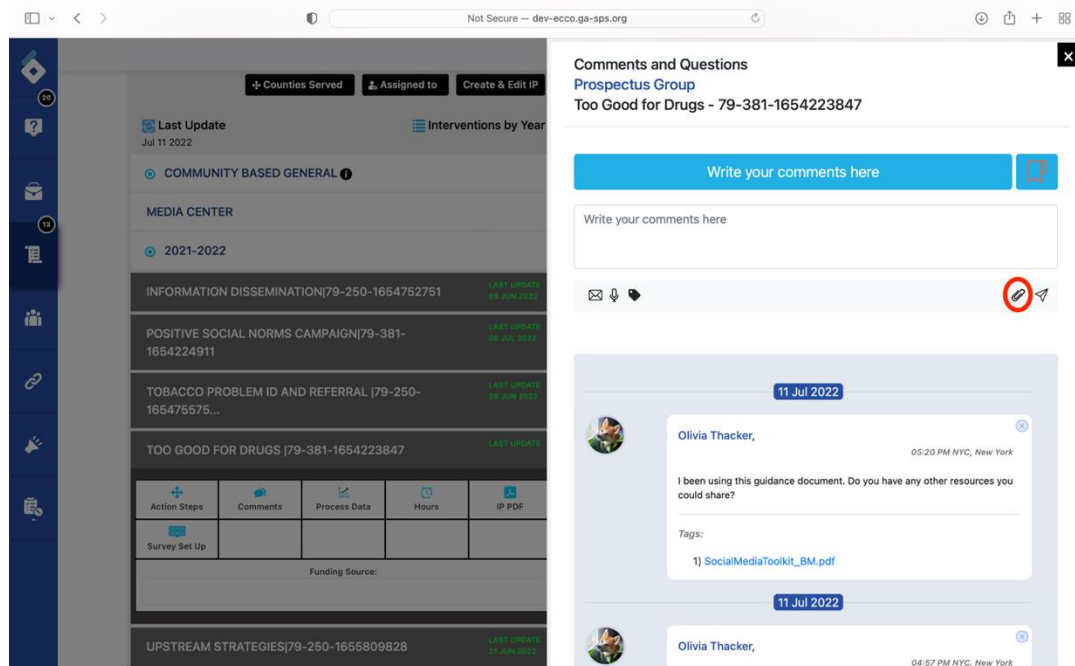 Not Secure — dev-ecco.ga-sps.org
20
13
Counties Served
Assigned to
Create & Edit IP
Last Update
Jul 11 2022
Interventions by Year
COMMUNITY BASED GENERAL
MEDIA CENTER
2021-2022
INFORMATION DISSEMINATION|79-250-1654752751
LAST UPDATE
09 JUN 2022
POSITIVE SOCIAL NORMS CAMPAIGN|79-381-
1654224911
LAST UPDATE
06 JUL 2022
TOBACCO PROBLEM ID AND REFERRAL |79-250-
165475575...
LAST UPDATE
09 JUN 2022
TOO GOOD FOR DRUGS |79-381-1654223847
LAST UPDATE
Action Steps
Comments
Process Data
Hours
IP PDF
Survey Set Up
Funding Source:
UPSTREAM STRATEGIES|79-250-1655809828
LAST UPDATE
21 JUN 2022
x
Comments and Questions
Prospectus Group
Too Good for Drugs - 79-381-1654223847
Write your comments here
Write your comments here
11 Jul 2022
Olivia Thacker,
05:20 PM NYC, New York
I been using this guidance document. Do you have any other resources you
could share?
Tags:
1) SocialMediaToolkit_BM.pdf
11 Jul 2022
Olivia Thacker,
04:57 PM NYC, New York